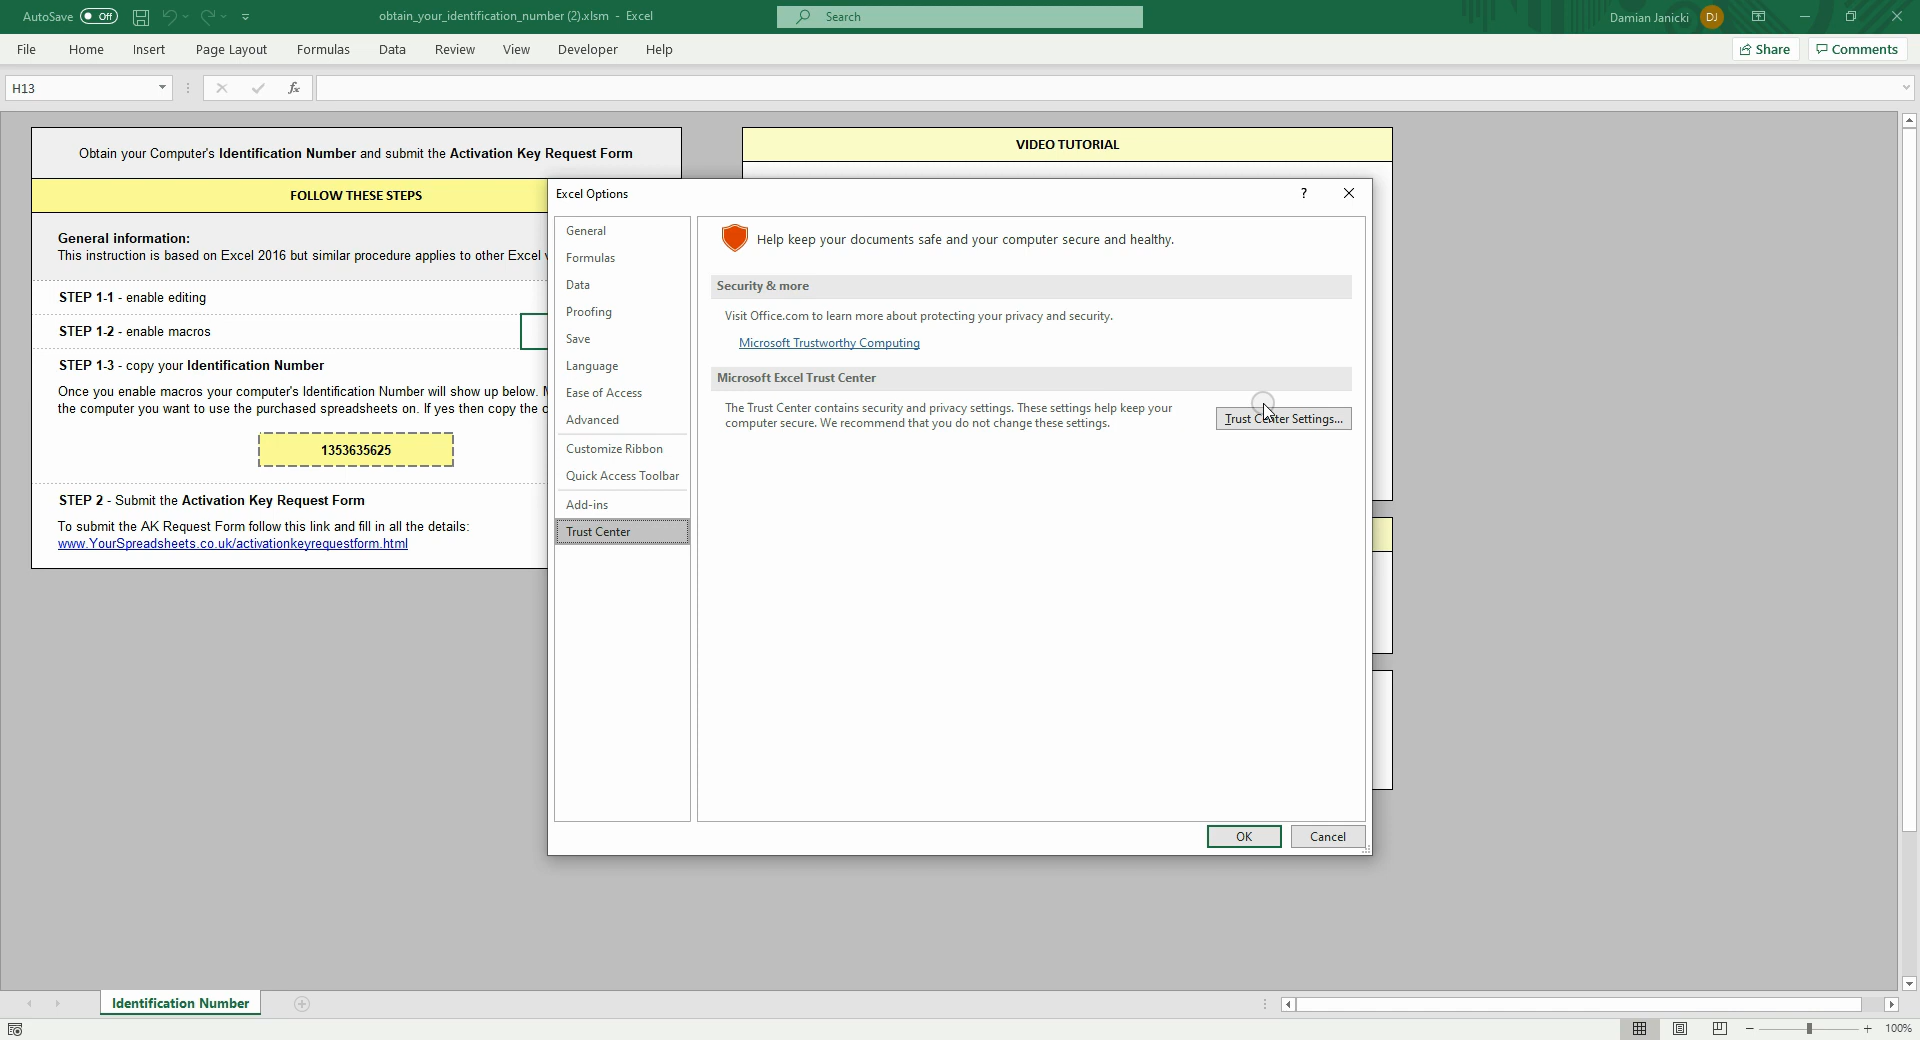 AutoSave Off obtain_your_identification_number (2).xlsm - Excel Search Damian Janicki DJ
File Home Insert Page Layout Formulas Data Review View Developer Help Share Comments
H13 fx
Obtain your Computer's Identification Number and submit the Activation Key Request Form
FOLLOW THESE STEPS
General information:
This instruction is based on Excel 2016 but similar procedure applies to other Excel
STEP 1-1 - enable editing
STEP 1-2 - enable macros
STEP 1-3 - copy your Identification Number
Once you enable macros your computer's Identification Number will show up below.
the computer you want to use the purchased spreadsheets on. If yes then copy the
1353635625
STEP 2 - Submit the Activation Key Request Form
To submit the AK Request Form follow this link and fill in all the details:
www.YourSpreadsheets.co.uk/activationkeyrequestform.html
VIDEO TUTORIAL
Excel Options ?
General
Formulas
Data
Proofing
Save
Language
Ease of Access
Advanced
Customize Ribbon
Quick Access Toolbar
Add-ins
Trust Center
Help keep your documents safe and your computer secure and healthy.
Security & more
Visit Office.com to learn more about protecting your privacy and security.
Microsoft Trustworthy Computing
Microsoft Excel Trust Center
The Trust Center contains security and privacy settings. These settings help keep your
computer secure. We recommend that you do not change these settings.
Trust Center Settings...
OK Cancel
Identification Number
100%